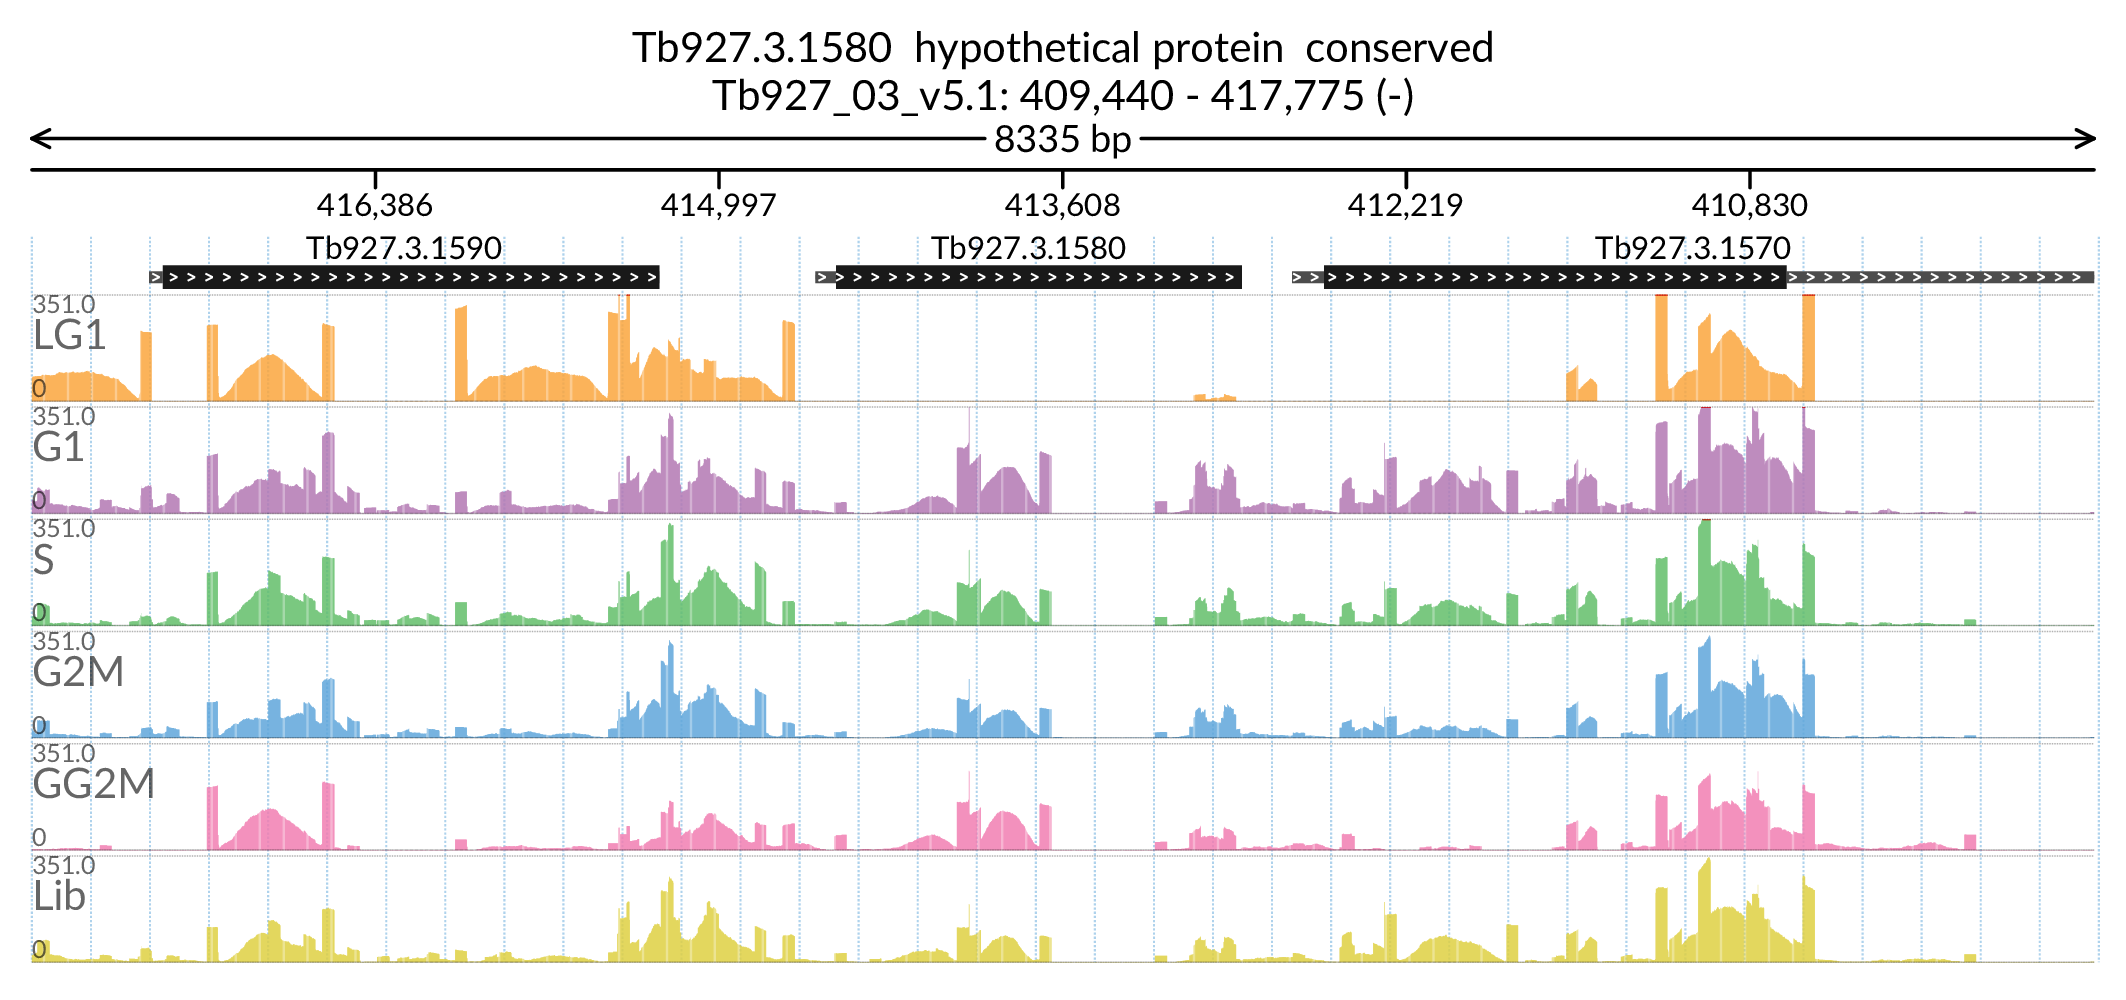 Tb927.3.1580 hypothetical protein conserved
Tb927_03_v5.1: 409,440 - 417,775 (-)
8335 bp
416,386 414,997 413,608 412,219 410,830
Tb927.3.1590 Tb927.3.1580 Tb927.3.1570
351.0
LG1
0
351.0
G1
0
351.0
S
0
351.0
G2M
0
351.0
GG2M
0
351.0
Lib
0